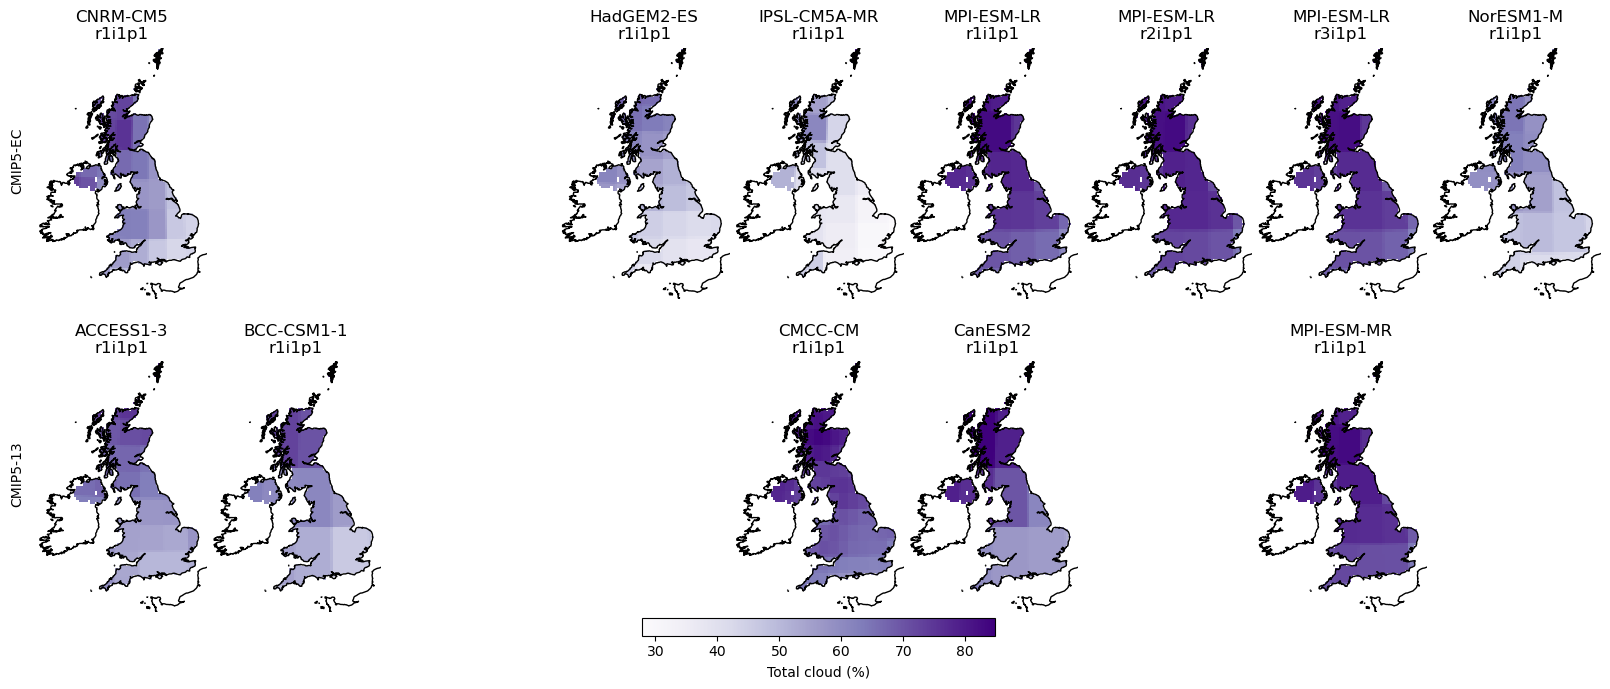 CNRM-CM5
r1i1p1
HadGEM2-ES
r1i1p1
IPSL-CM5A-MR
r1i1p1
MPI-ESM-LR
r1i1p1
MPI-ESM-LR
r2i1p1
MPI-ESM-LR
r3i1p1
NorESM1-M
r1i1p1
CMIP5-EC
ACCESS1-3
r1i1p1
BCC-CSM1-1
r1i1p1
CMCC-CM
r1i1p1
CanESM2
r1i1p1
MPI-ESM-MR
r1i1p1
CMIP5-13
30 40 50 60 70 80
Total cloud (%)